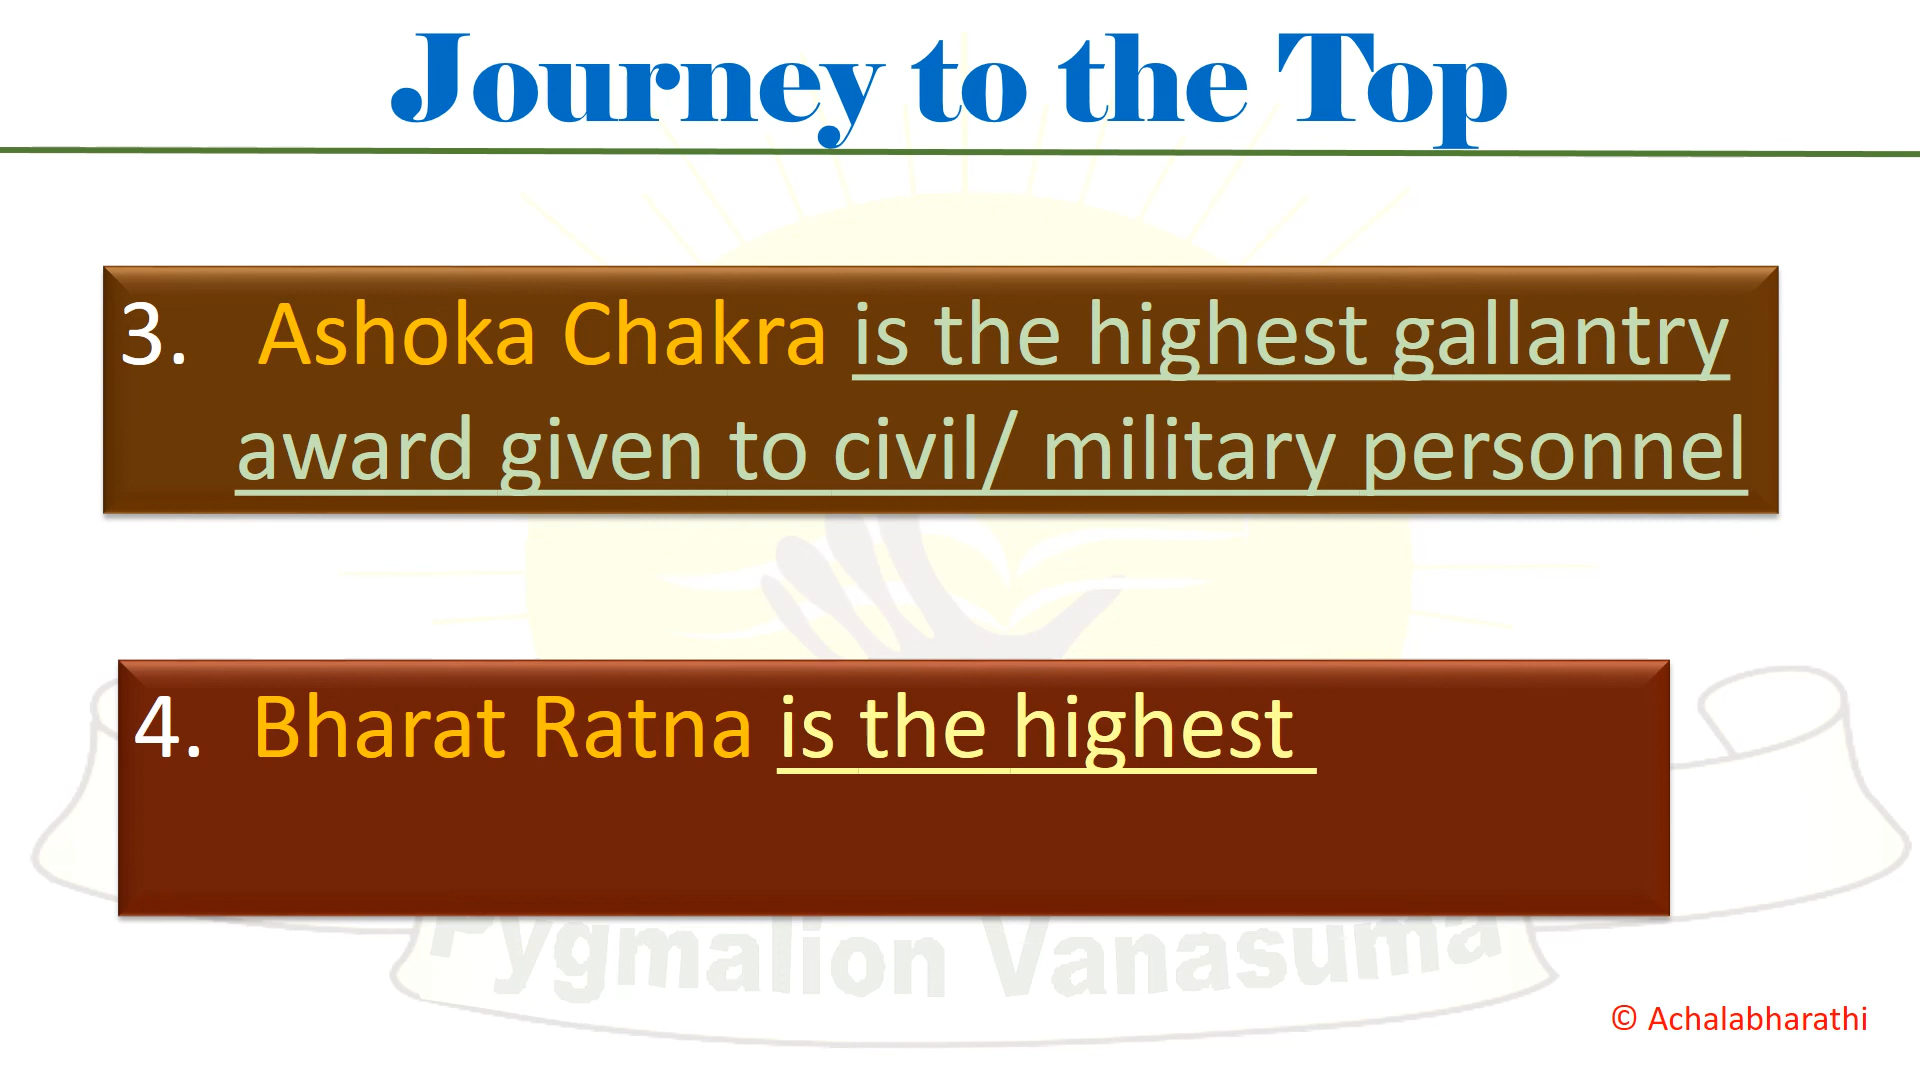 Journey to the Top
3. Ashoka Chakra is the highest gallantry
award given to civil/ military personnel
4. Bharat Ratna is the highest
Pygmalion Vanasuma
© Achalabharathi